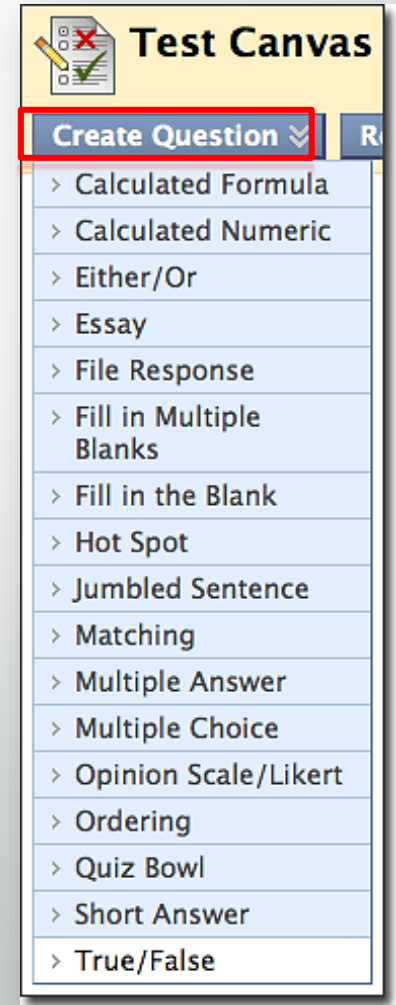 Test Canvas
Create Question
R
Calculated Formula
Calculated Numeric
Either/Or
Essay
File Response
Fill in Multiple
Blanks
Fill in the Blank
Hot Spot
Jumbled Sentence
Matching
Multiple Answer
Multiple Choice
Opinion Scale/Likert
Ordering
Quiz Bowl
Short Answer
True/False